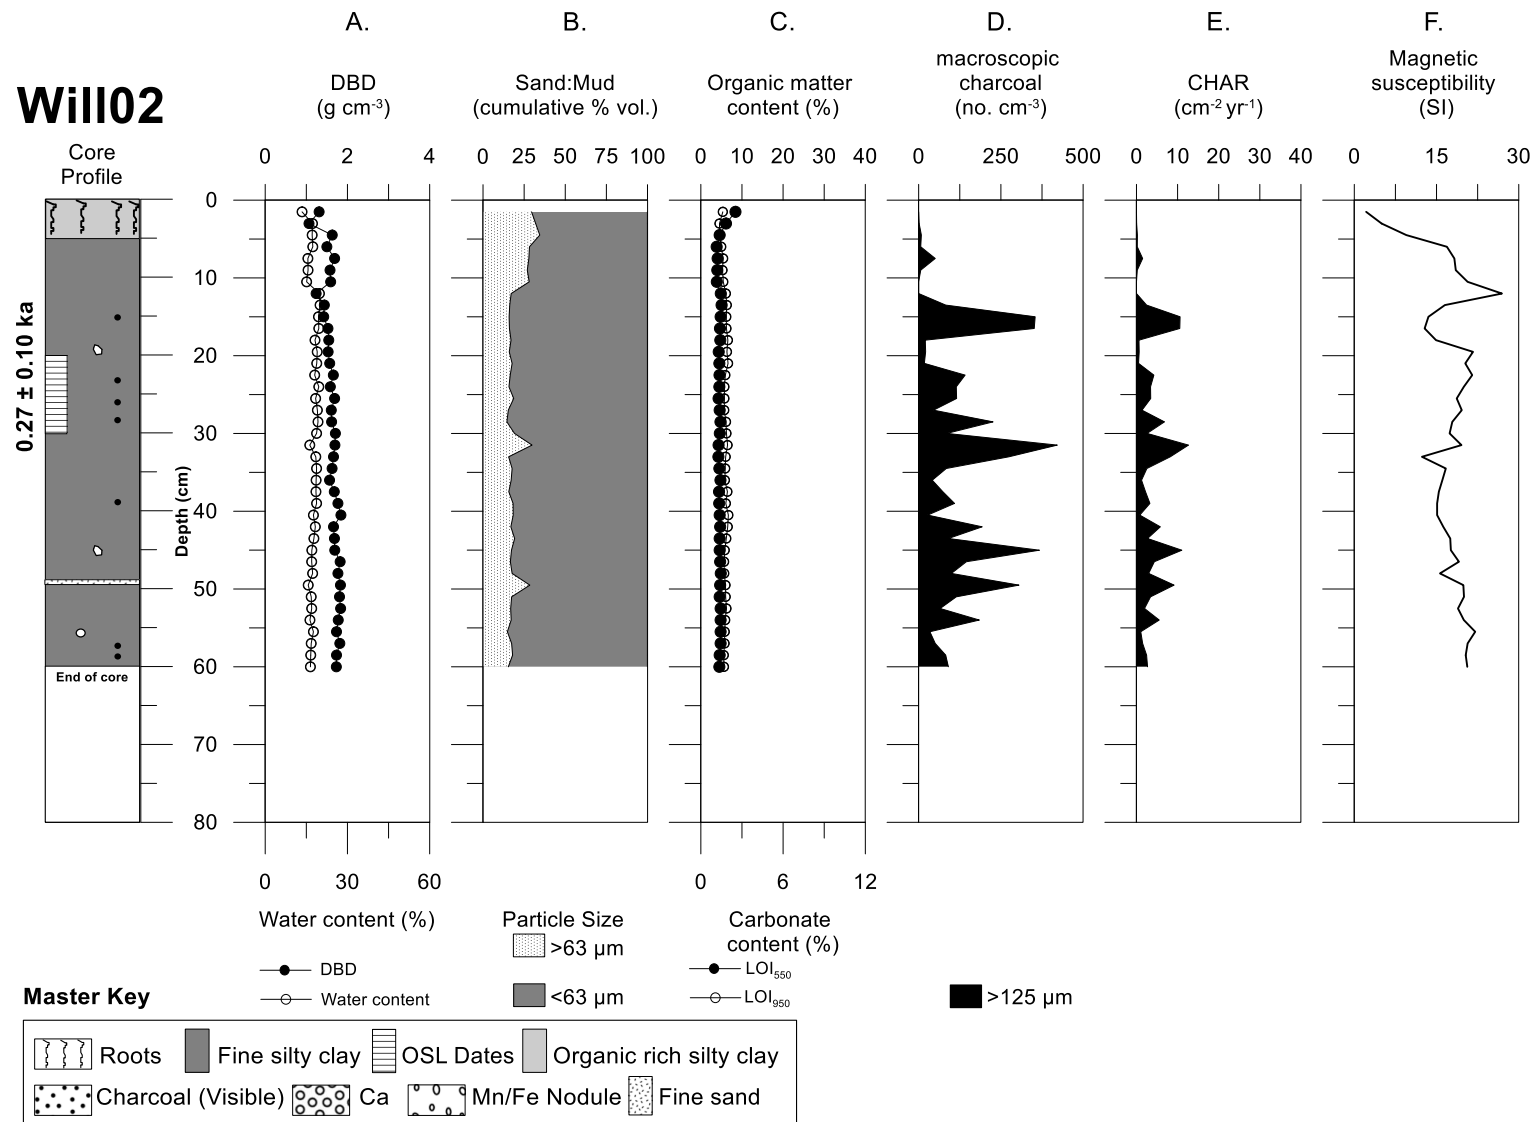 A. B. C. D. E. F.
Will02
Core
Profile
DBD
(g cm-3)
Sand:Mud
(cumulative % vol.)
Organic matter
content (%)
macroscopic
charcoal
(no. cm-3)
CHAR
(cm-2 yr-1)
Magnetic
susceptibility
(SI)
0 2 4
0 25 50 75 100
0 10 20 30 40
0 250 500
0 10 20 30 40
0 15 30
0
10
20
30
40
50
60
70
80
Depth (cm)
0.27 ± 0.10 ka
End of core
0 30 60
Water content (%)
DBD
Water content
Particle Size
>63 µm
<63 µm
0 6 12
Carbonate
content (%)
LOI550
LOI950
>125 µm
Master Key
Roots Fine silty clay OSL Dates Organic rich silty clay
Charcoal (Visible) Ca Mn/Fe Nodule Fine sand